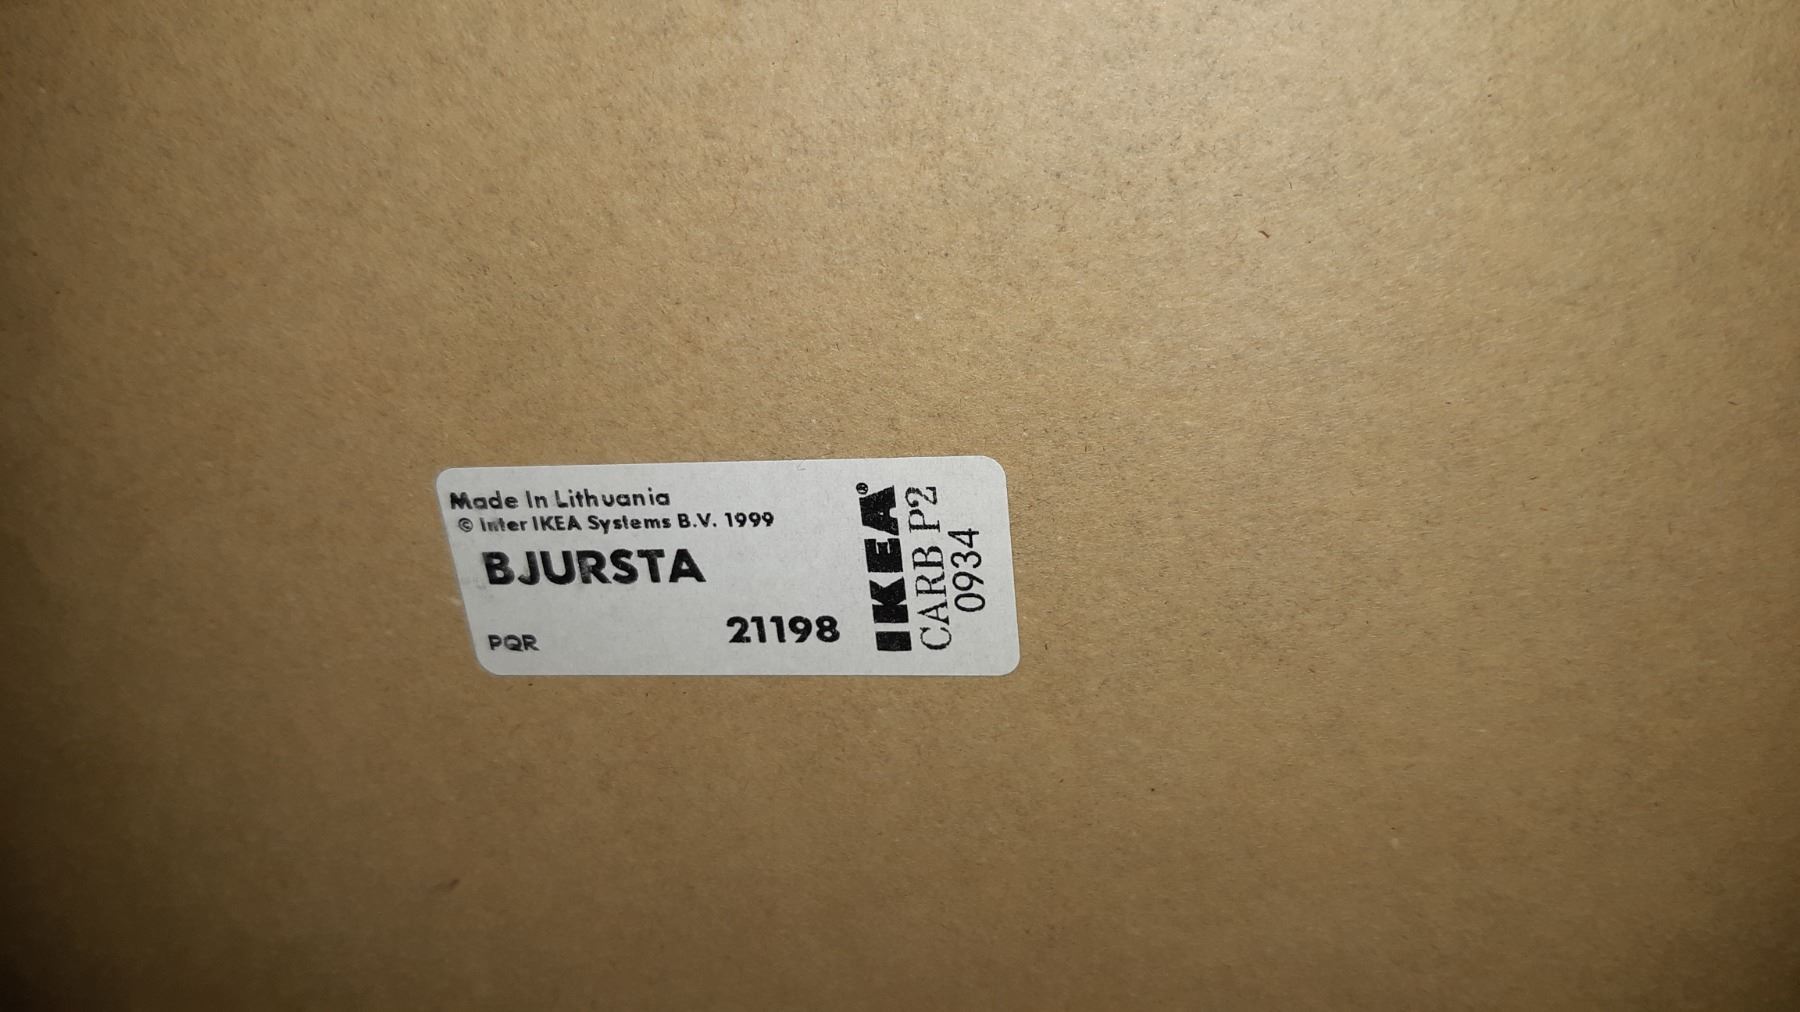 Made In Lithuania
© Inter IKEA Systems B.V. 1999
BJURSTA
21198
PQR
IKEA®
CARB P2
0934